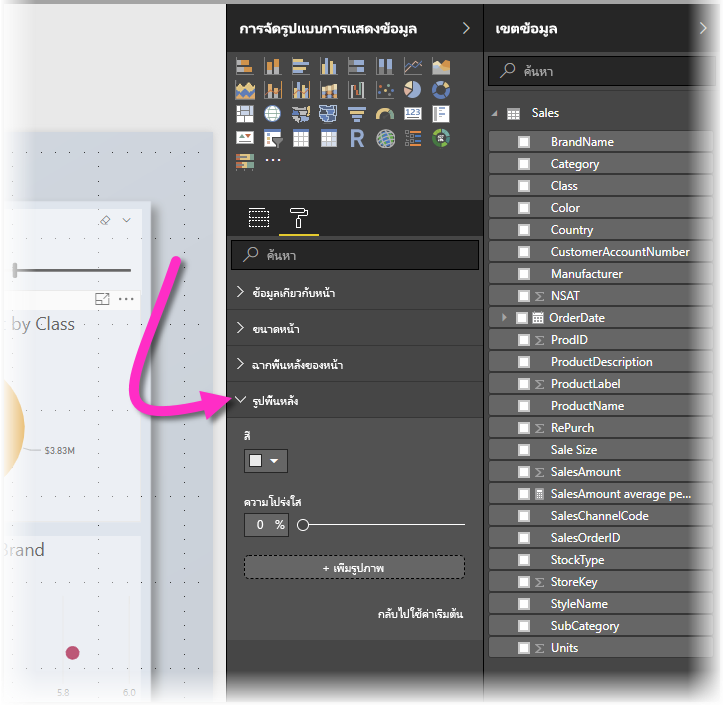 by Class
$3.83M
Brand
5.8
6.0
การจัดรูปแบบการแสดงข้อมูล
123
R
ค้นหา
ข้อมูลเกี่ยวกับหน้า
ขนาดหน้า
ฉากพื้นหลังของหน้า
รูปพื้นหลัง
สี
ความโปร่งใส
0 %
+ เพิ่มรูปภาพ
กลับไปใช้ค่าเริ่มต้น
เขตข้อมูล
ค้นหา
Sales
BrandName
Category
Class
Color
Country
CustomerAccountNumber
Manufacturer
NSAT
OrderDate
ProdID
ProductDescription
ProductLabel
ProductName
RePurch
Sale Size
SalesAmount
SalesAmount average pe...
SalesChannelCode
SalesOrderID
StockType
StoreKey
StyleName
SubCategory
Units